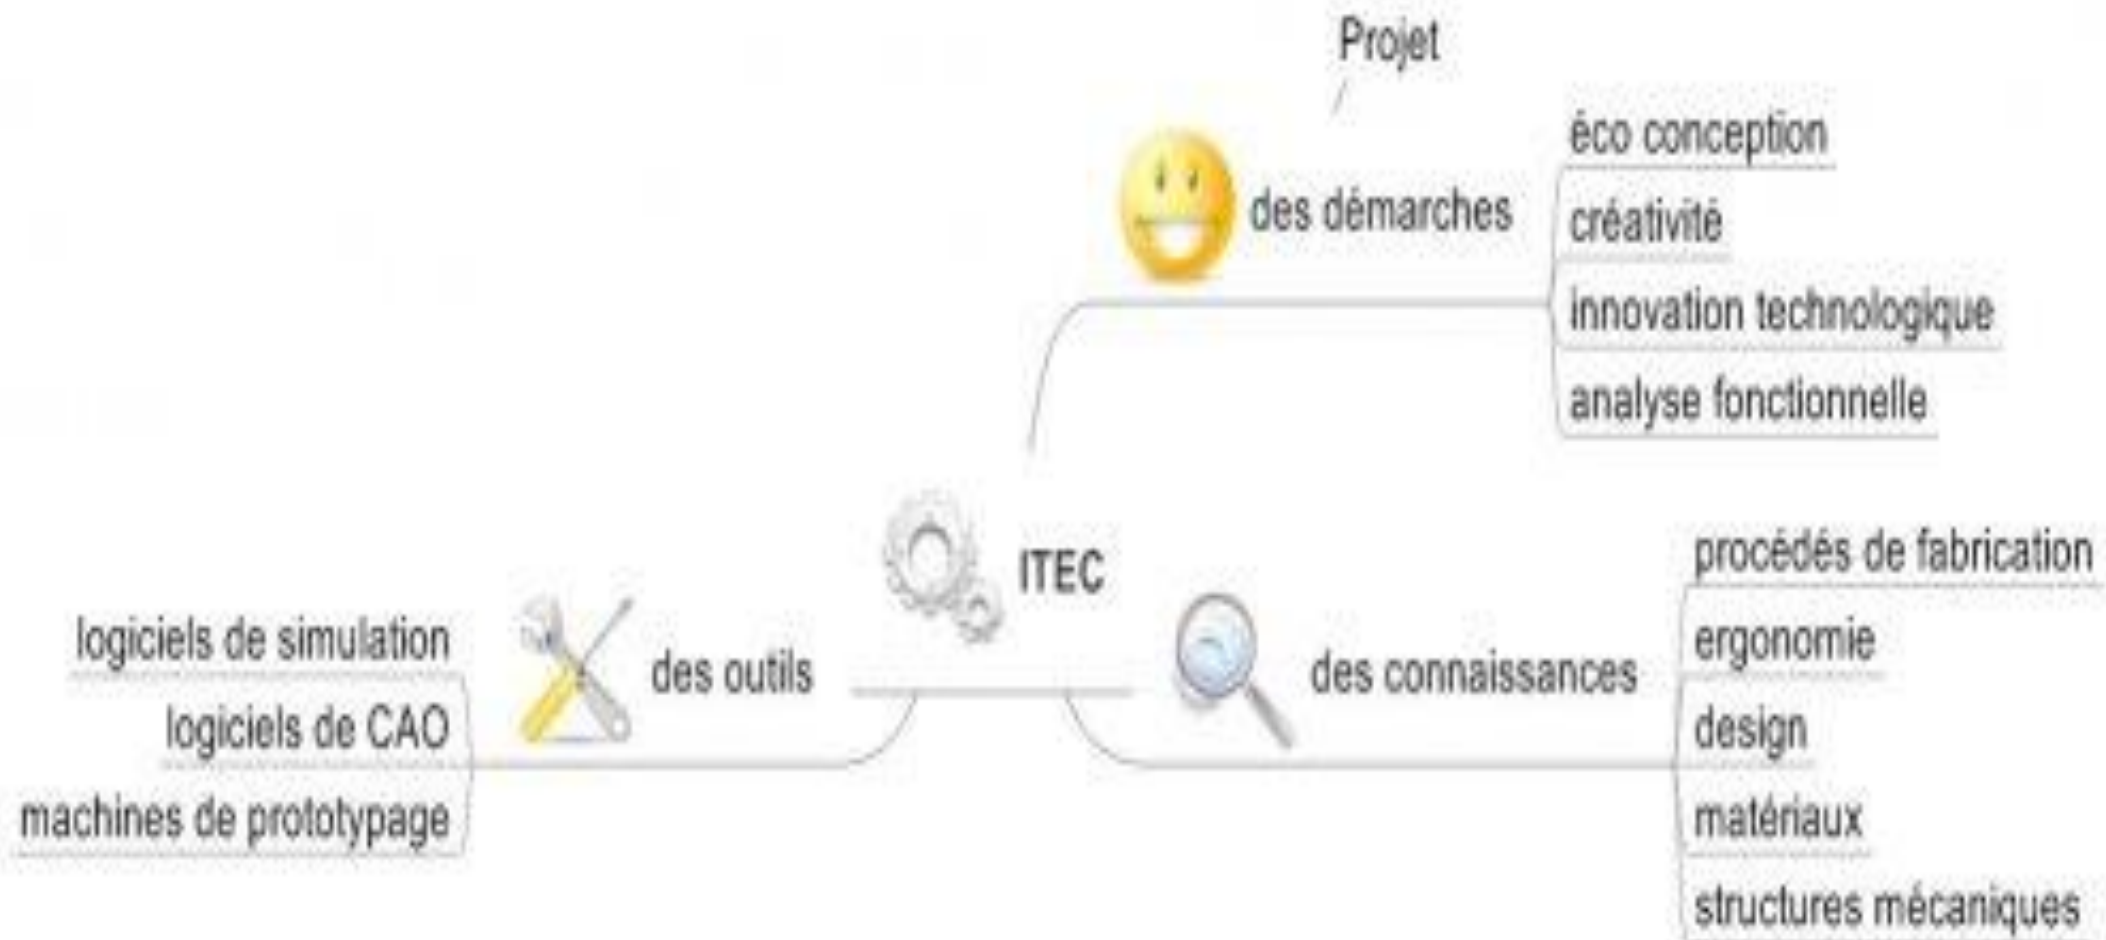 Projet
des démarches
éco conception
créativité
innovation technologique
analyse fonctionnelle
ITEC
des outils
logiciels de simulation
logiciels de CAO
machines de prototypage
des connaissances
procédés de fabrication
ergonomie
design
matériaux
structures mécaniques